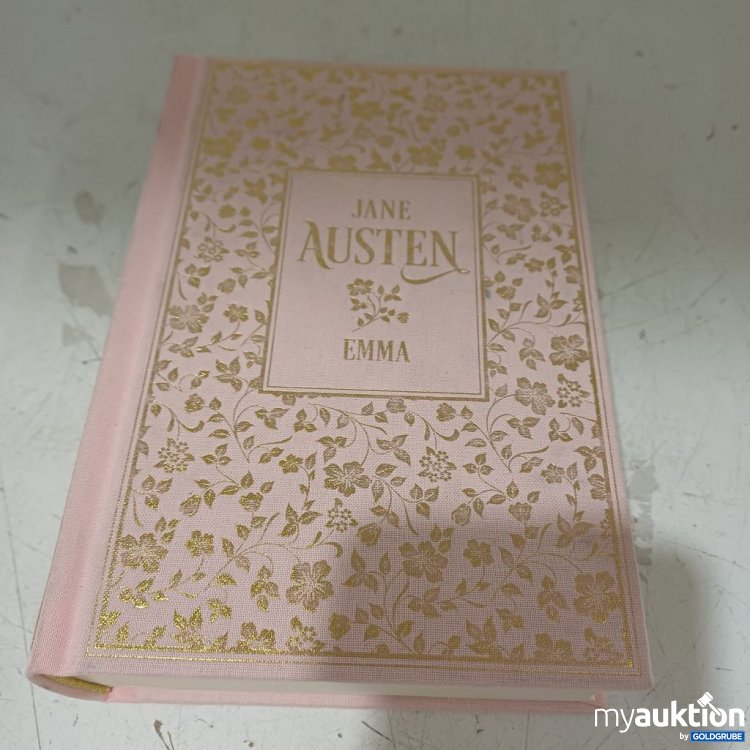 JANE
AUSTEN
EMMA
myauktion
by GOLDGRUBE